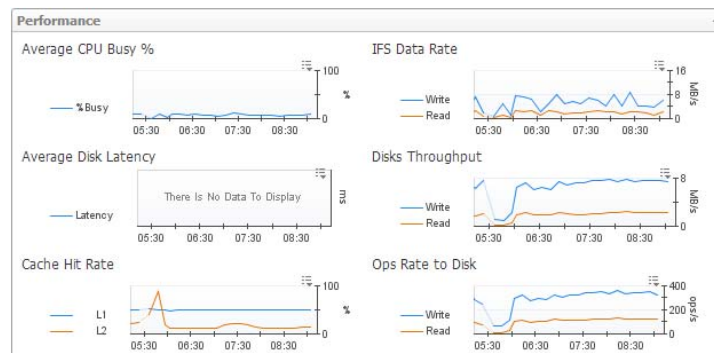 Performance
Average CPU Busy %
%Busy
100
0
%
05:30 06:30 07:30 08:30
IFS Data Rate
Write
Read
16
8
0
MB/s
05:30 06:30 07:30 08:30
Average Disk Latency
Latency
There Is No Data To Display
ms
05:30 06:30 07:30 08:30
Disks Throughput
Write
Read
8
0
MB/s
05:30 06:30 07:30 08:30
Cache Hit Rate
L1
L2
100
0
%
05:30 06:30 07:30 08:30
Ops Rate to Disk
Write
Read
400
200
0
ops/s
05:30 06:30 07:30 08:30